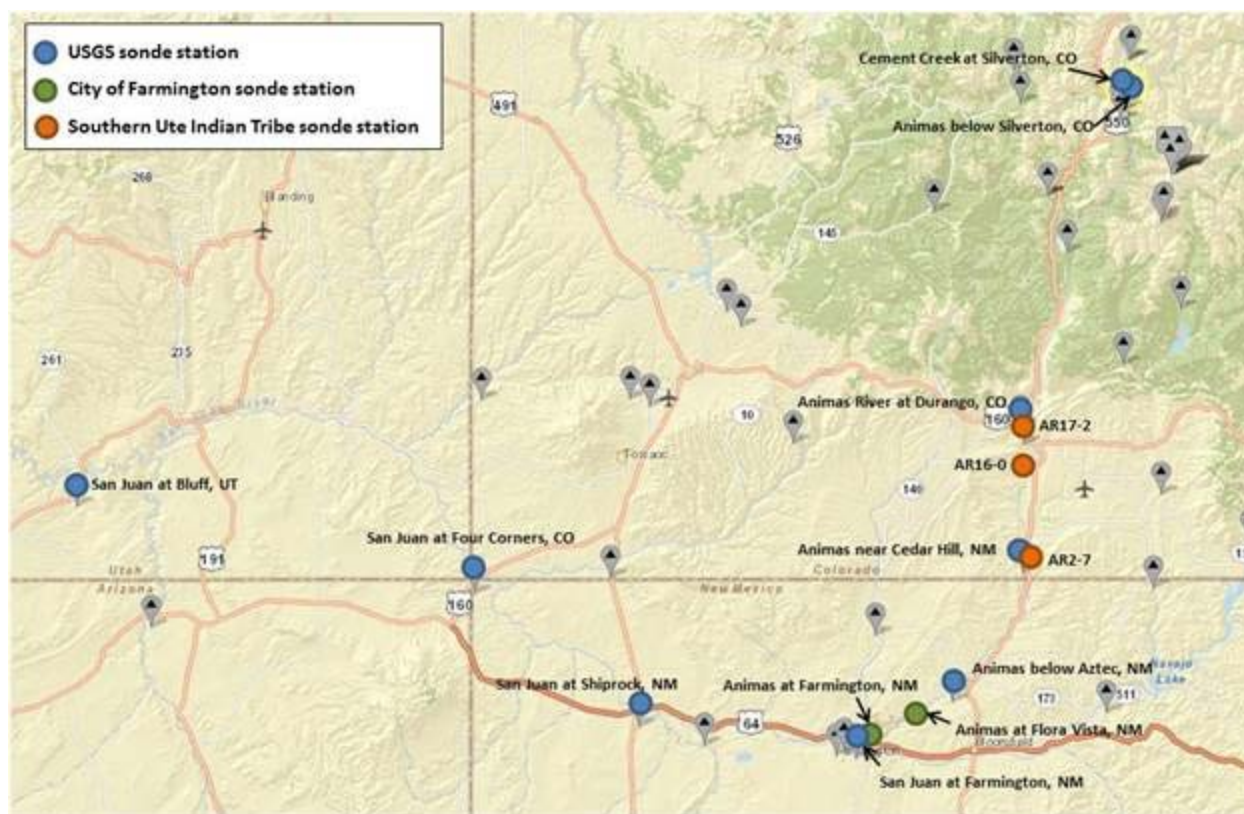 USGS sonde station
City of Farmington sonde station
Southern Ute Indian Tribe sonde station
Cement Creek at Silverton, CO
491
550
Animas below Silverton, CO
526
260
Blanding
145
261
275
Animas River at Durango, CO
160
AR17-2
10
Towaoc
AR16-0
San Juan at Bluff, UT
140
San Juan at Four Corners, CO
Animas near Cedar Hill, NM
AR2-7
191
Utah
Colorado
Arizona
New Mexico
160
Animas below Aztec, NM
Navajo
Lake
San Juan at Shiprock, NM
Animas at Farmington, NM
173
511
64
Animas at Flora Vista, NM
Bloomfield
San Juan at Farmington, NM